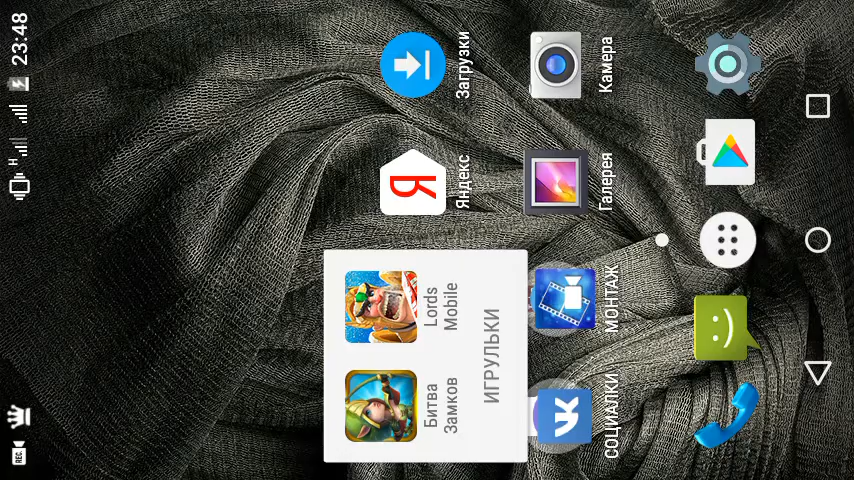 REC.
H
23:48
Битва
Замков
Lords
Mobile
ИГРУЛЬКИ
Яндекс
Загрузки
Я
СОЦИАЛКИ
МОНТАЖ
Галерея
Камера